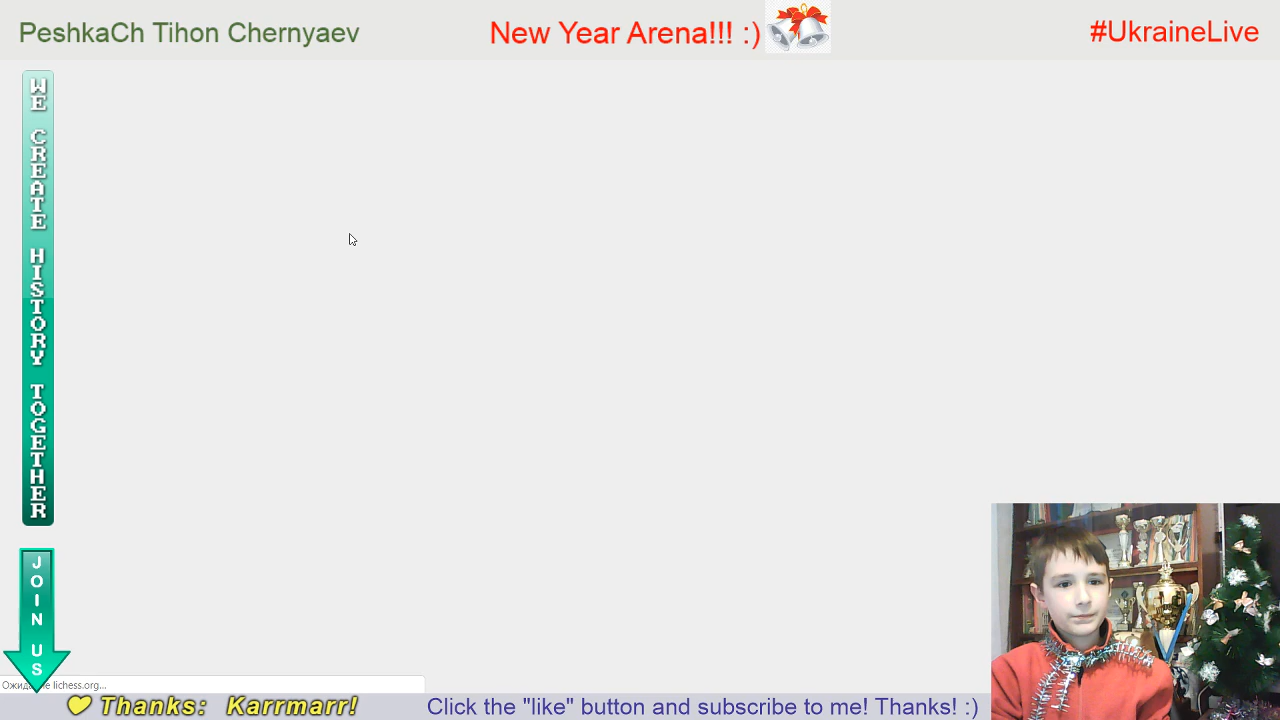 PeshkaCh Tihon Chernyaev
New Year Arena!!! :)
#UkraineLive
WE CREATE HISTORY TOGETHER
JOIN US
lichess.org...
Thanks: Karrmarr!
Click the "like" button and subscribe to me! Thanks! :)